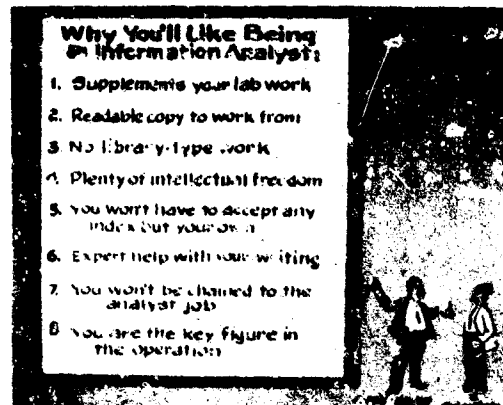 Why You'll Like Being
an Information Analyst:
1. Supplements your lab work
2. Readable copy to work from
3. No library-type work
4. Plenty of intellectual freedom
5. You won't have to accept any
index but your own
6. Expert help with your writing
7. You won't be chained to the
analyst job
8. You are the key figure in
the operation